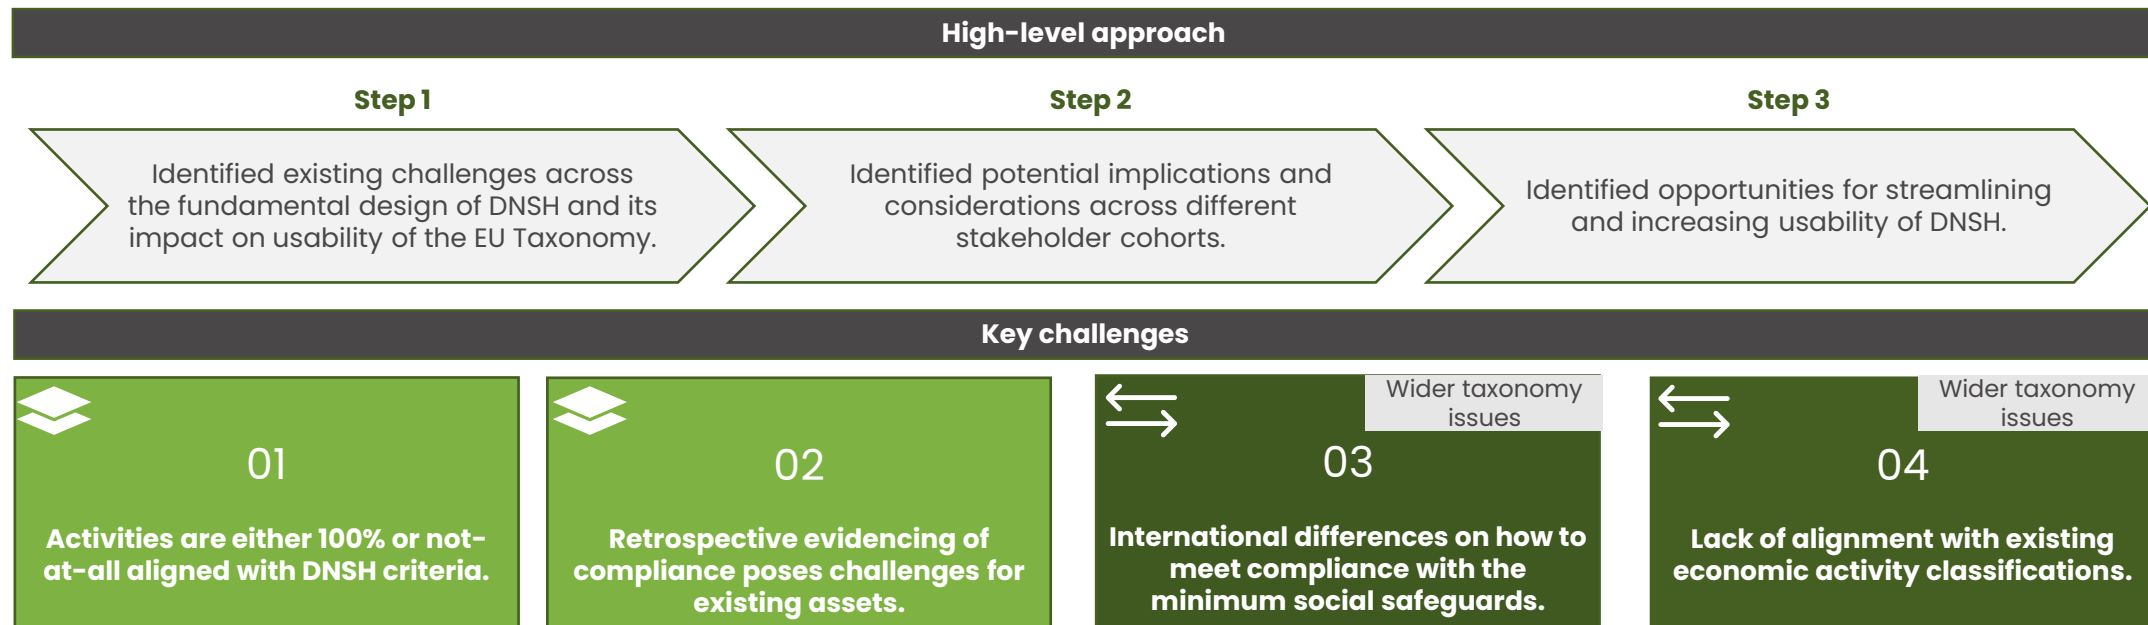 High-level approach
Step 1
Step 2
Step 3
Identified existing challenges across
the fundamental design of DNSH and its
impact on usability of the EU Taxonomy.
Identified potential implications and
considerations across different
stakeholder cohorts.
Identified opportunities for streamlining
and increasing usability of DNSH.
Key challenges
01
Activities are either 100% or not-
at-all aligned with DNSH criteria.
02
Retrospective evidencing of
compliance poses challenges for
existing assets.
Wider taxonomy
issues
03
International differences on how to
meet compliance with the
minimum social safeguards.
Wider taxonomy
issues
04
Lack of alignment with existing
economic activity classifications.